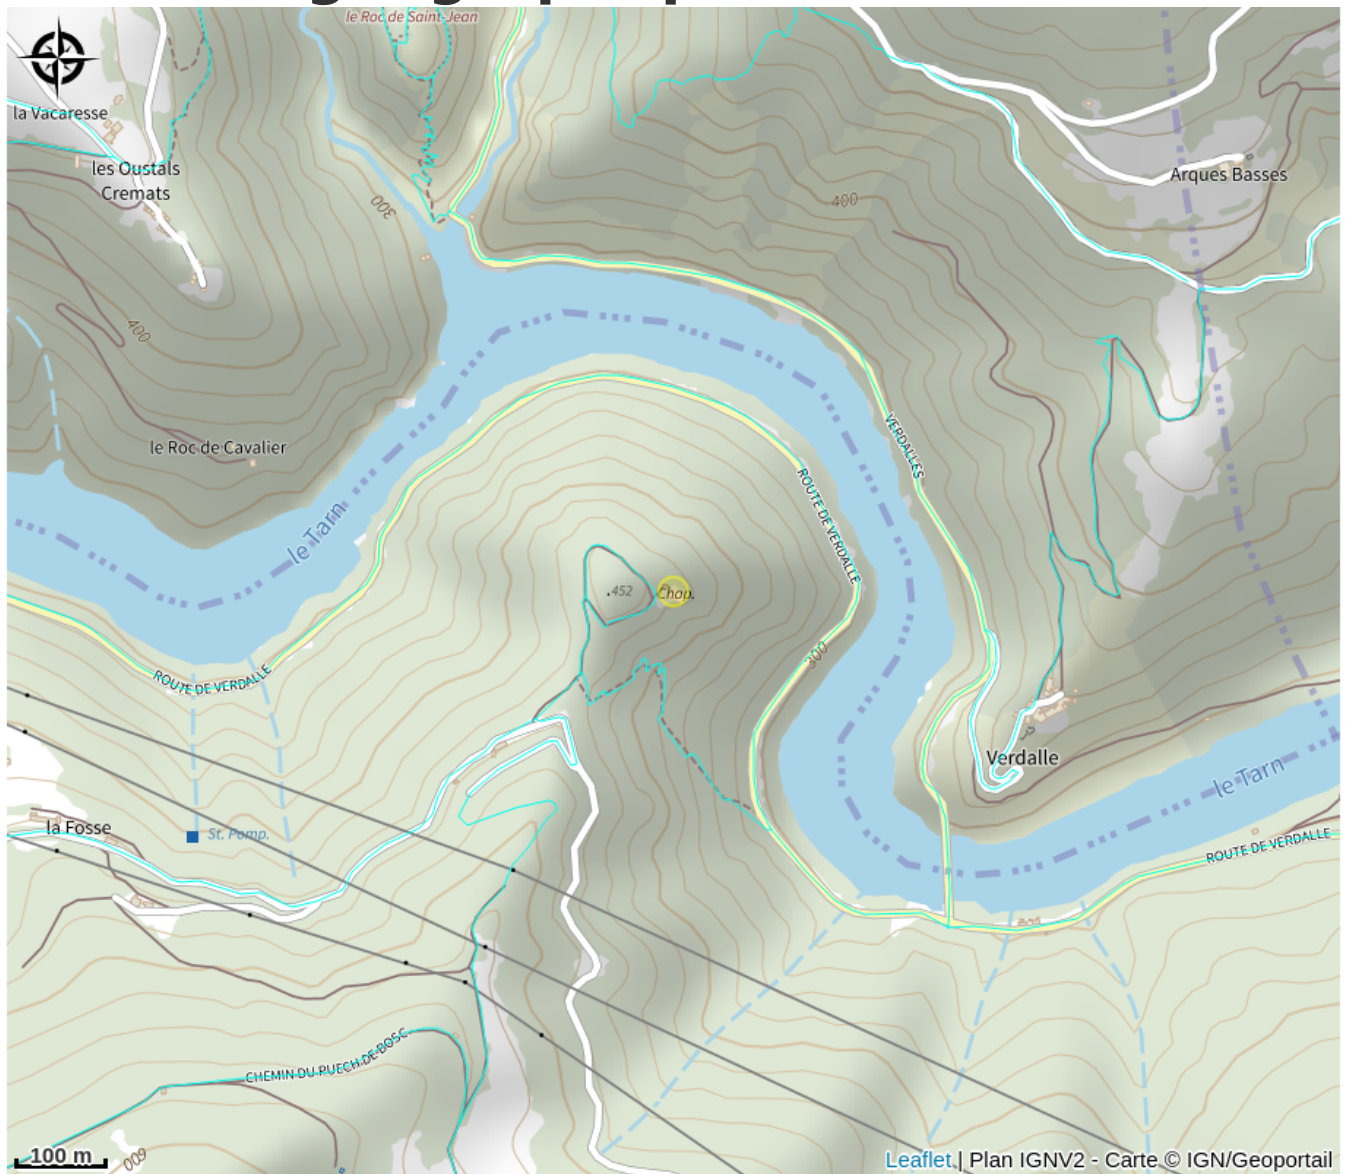 le Roc de Saint-Jean
la Vacaresse
les Oustals
Cremats
Arques Basses
300
400
400
le Roc de Cavalier
VERDALLES
le Tarn
ROUTE DE VERDALLE
.452
Chap.
300
ROUTE DE VERDALLE
Verdalle
le Tarn
la Fosse
St. Pomp.
ROUTE DE VERDALLE
CHEMIN DU PUECH DE BOSC
100 m
600
Leaflet | Plan IGNV2 - Carte © IGN/Geoportail